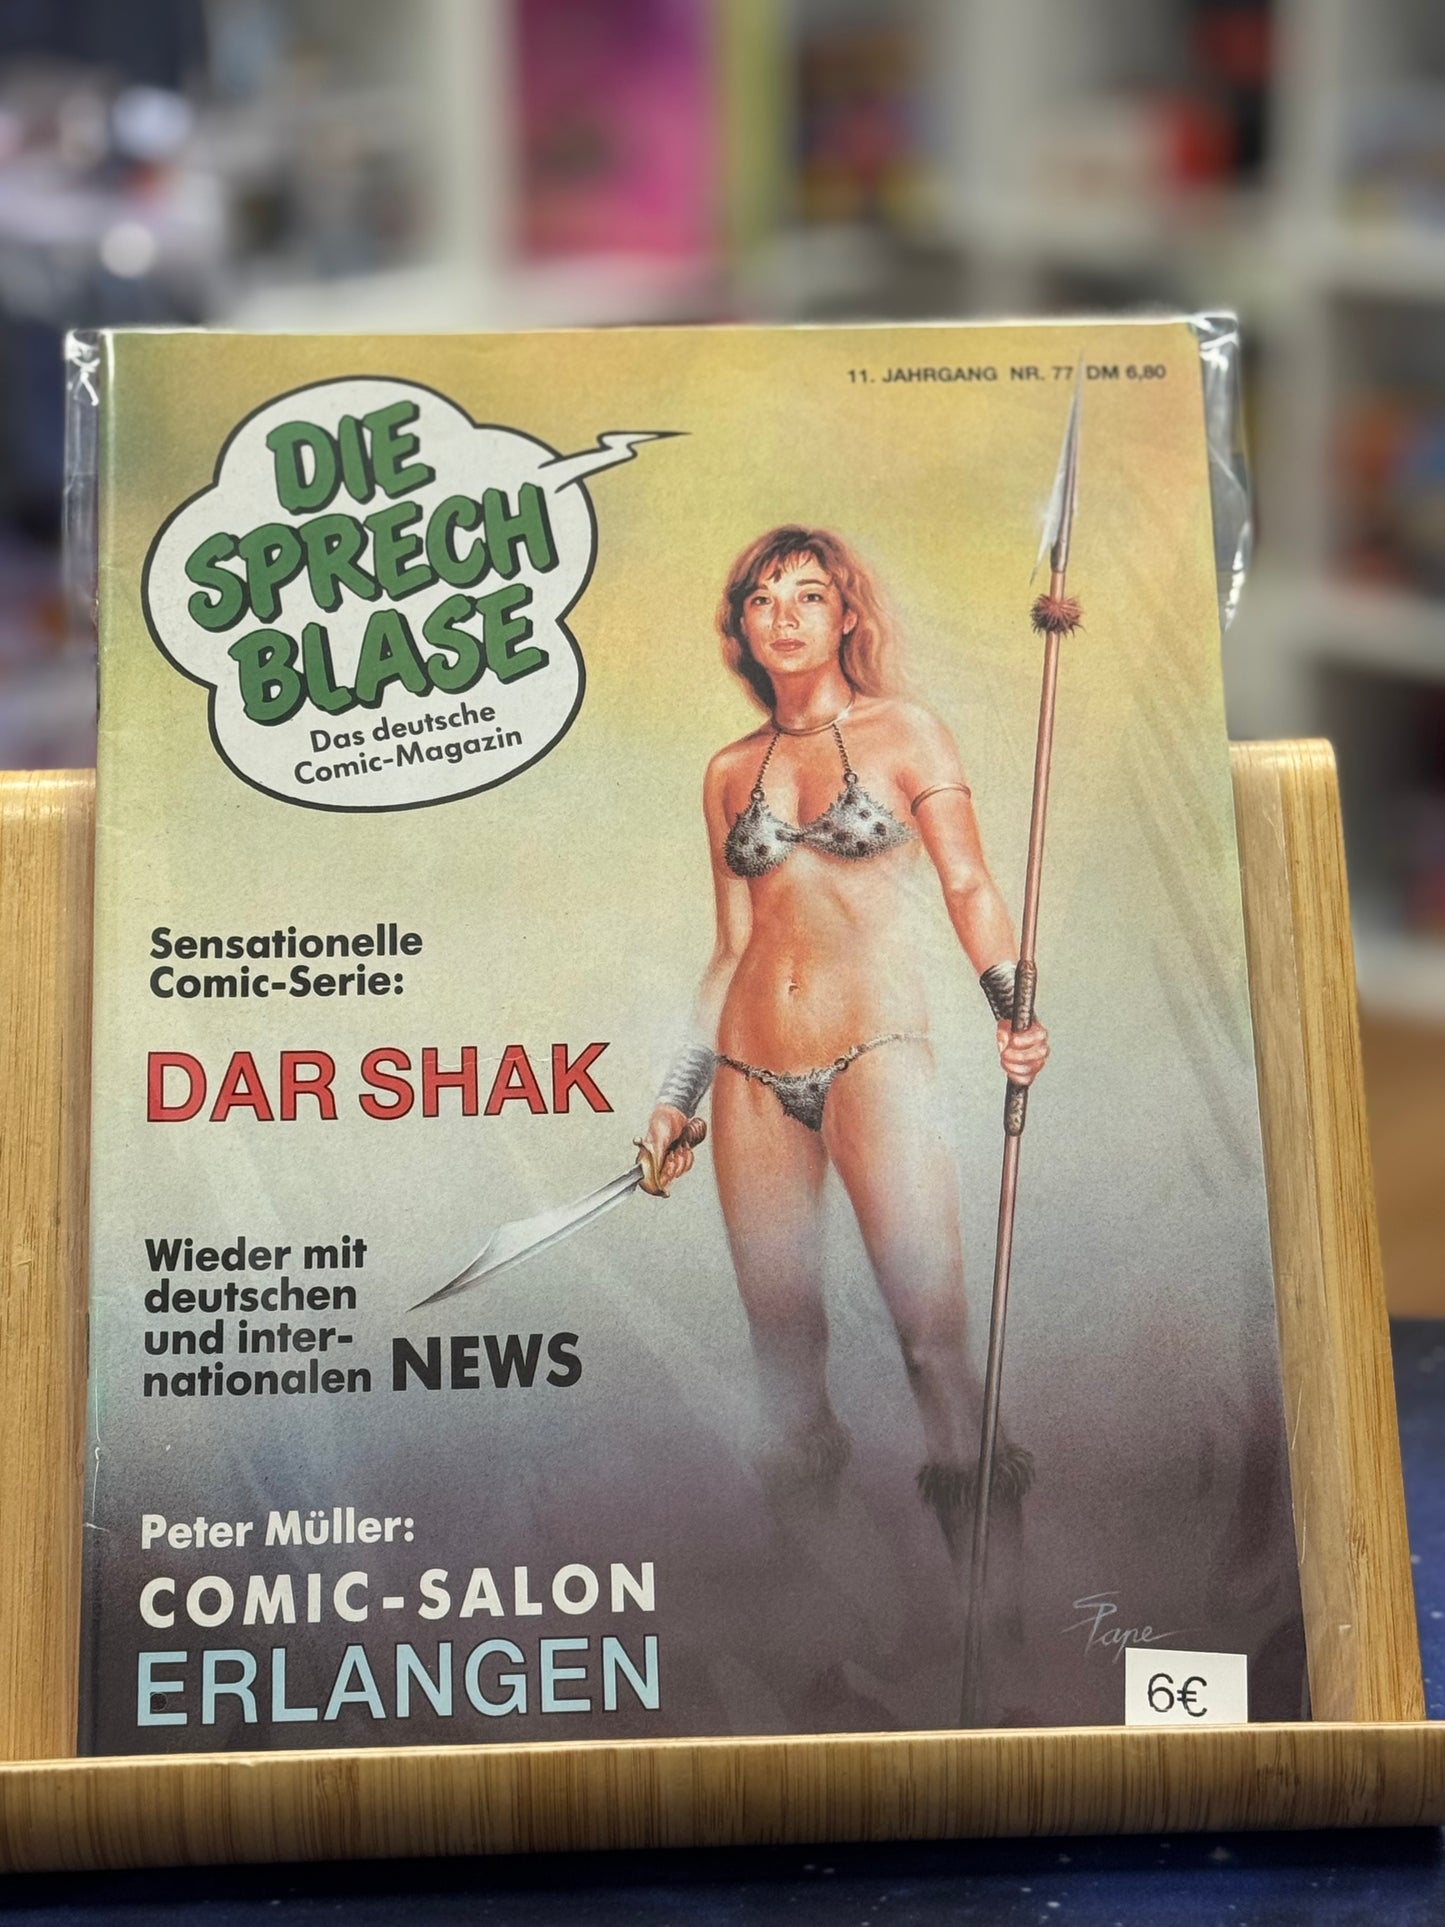 11. JAHRGANG NR. 77 DM 6,80
DIE
SPRECH
BLASE
Das deutsche
Comic-Magazin
Sensationelle
Comic-Serie:
DAR SHAK
Wieder mit
deutschen
und inter-
nationalen NEWS
Peter Müller:
COMIC-SALON
ERLANGEN
Pape
6€